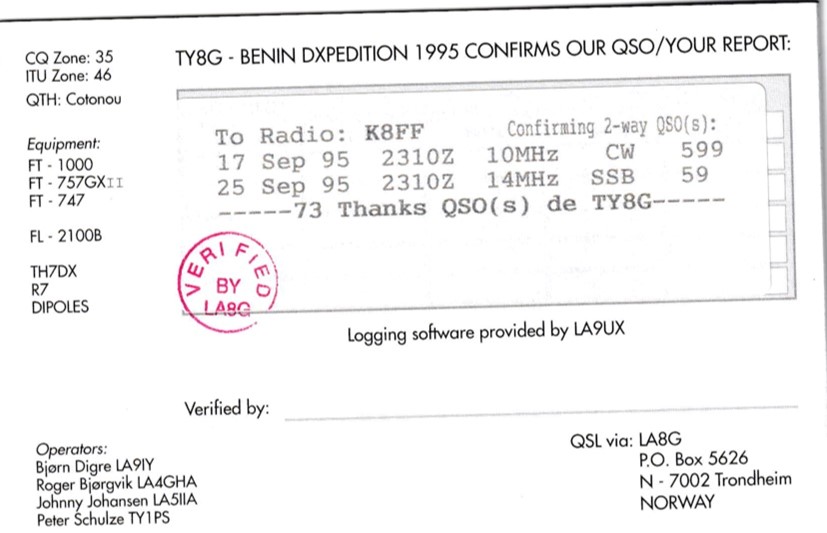 TY8G - BENIN DXPEDITION 1995 CONFIRMS OUR QSO/YOUR REPORT:
CQ Zone: 35
ITU Zone: 46
QTH: Cotonou
Equipment:
FT - 1000
FT - 757GXII
FT - 747
FL - 2100B
TH7DX
R7
DIPOLES
To Radio: K8FF Confirming 2-way QSO(s):
17 Sep 95 2310Z 10MHz CW 599
25 Sep 95 2310Z 14MHz SSB 59
-----73 Thanks QSO(s) de TY8G-----
VERIFIED
BY
LA8G
Logging software provided by LA9UX
Verified by:
Operators:
Bjørn Digre LA9IY
Roger Bjørgvik LA4GHA
Johnny Johansen LA5IIA
Peter Schulze TY1PS
QSL via: LA8G
P.O. Box 5626
N - 7002 Trondheim
NORWAY